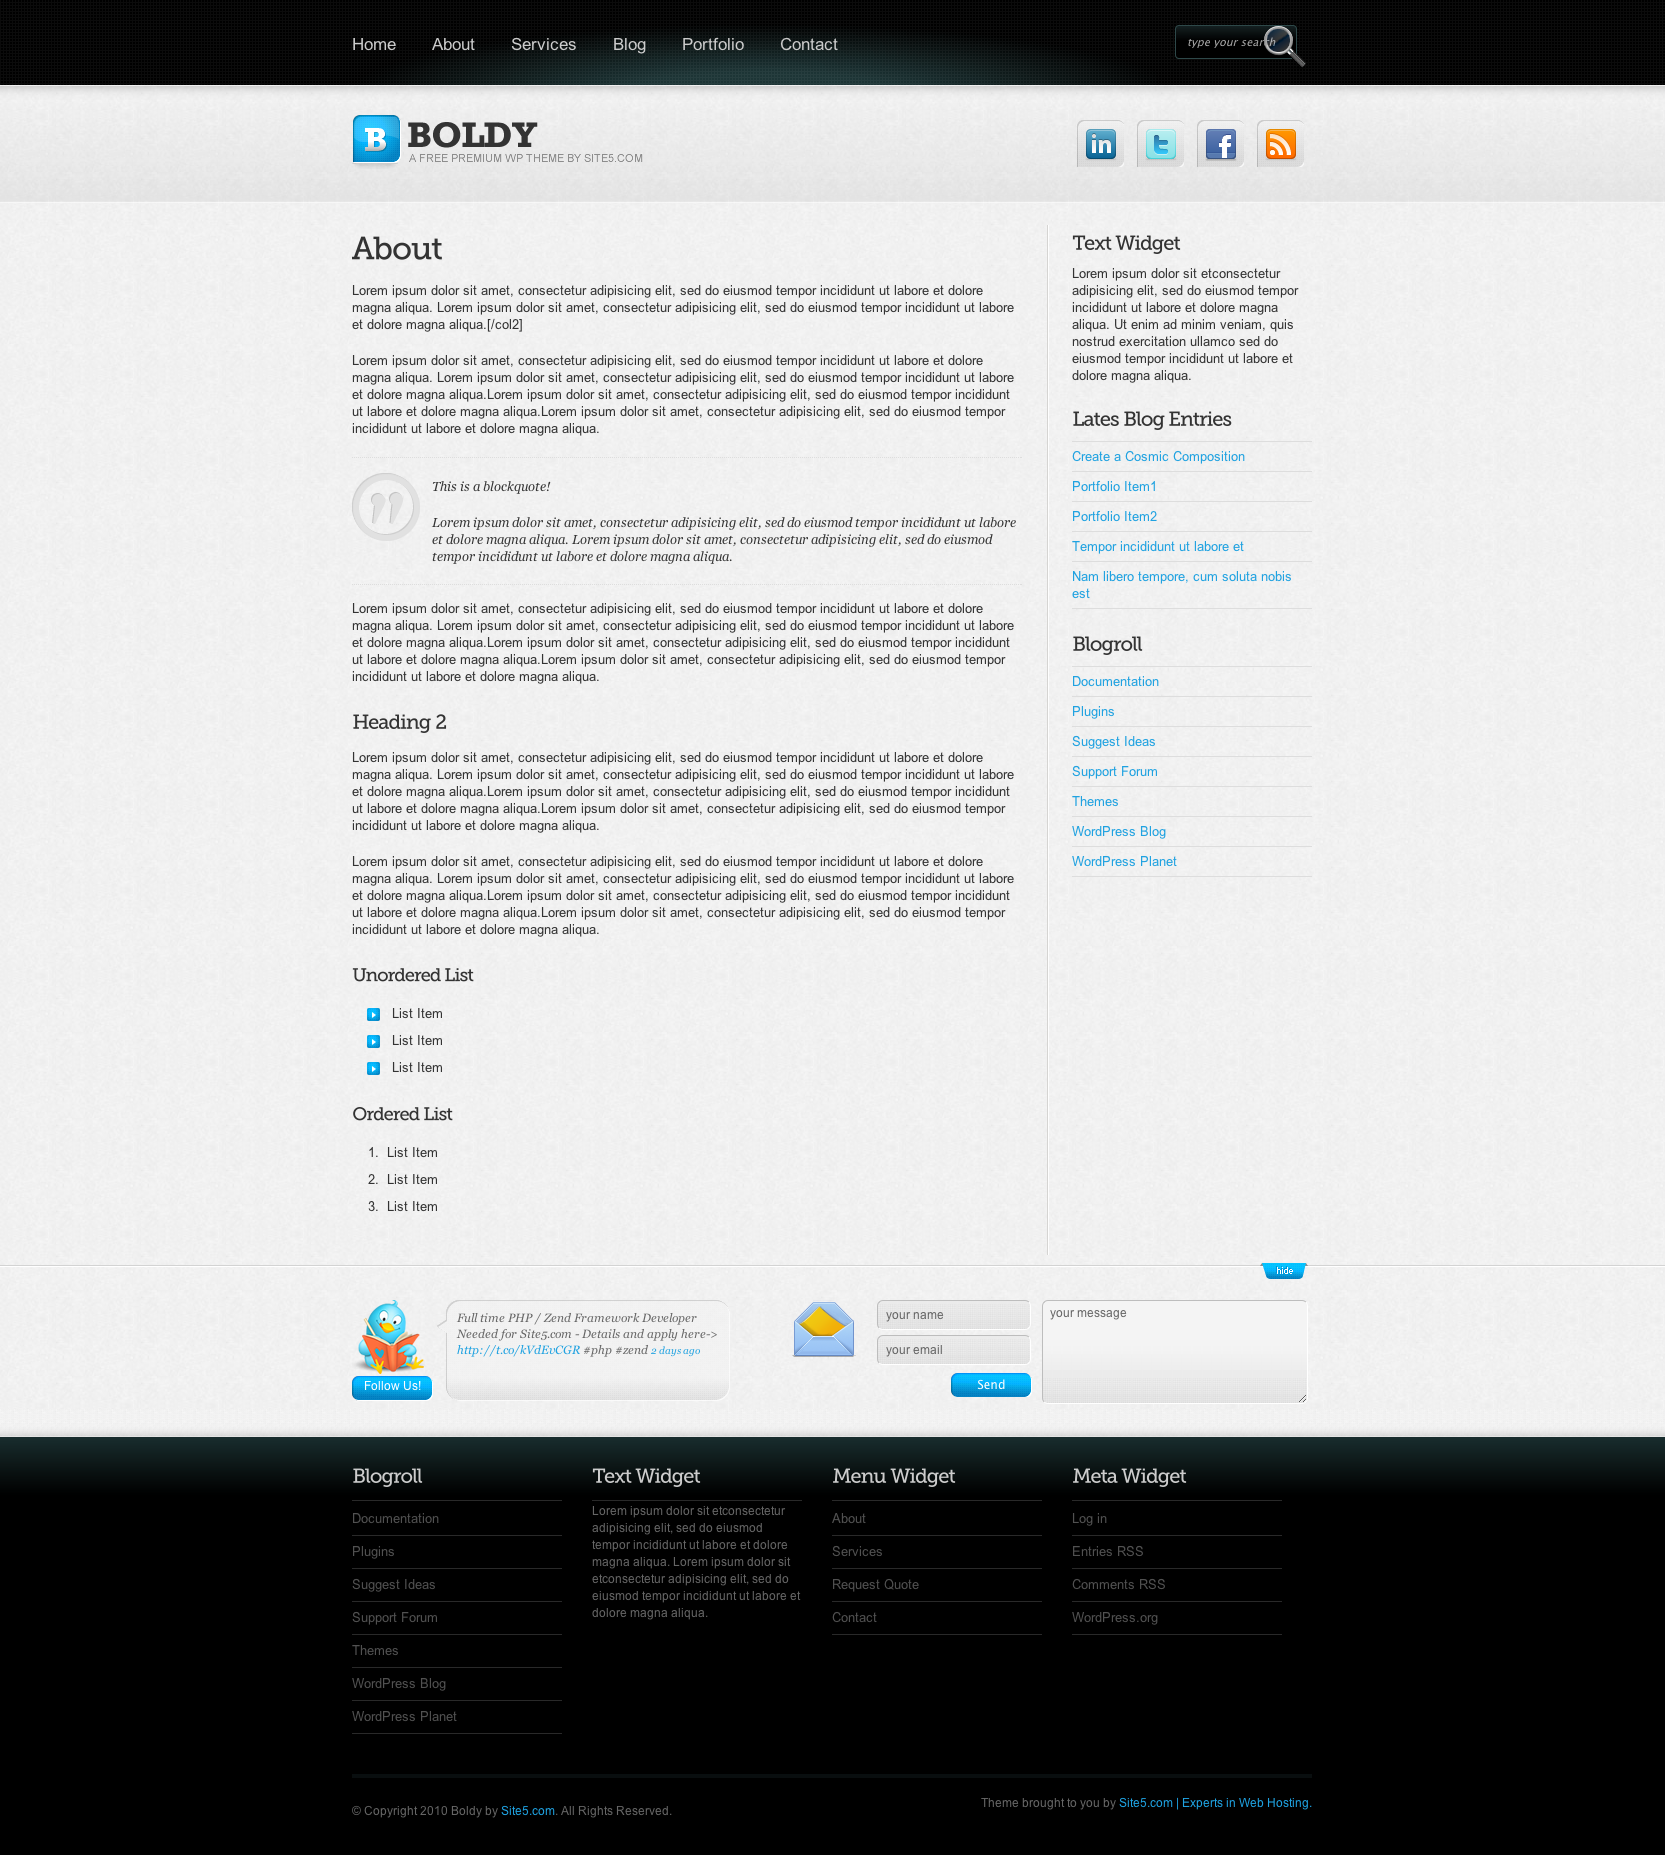 Home About Services Blog Portfolio Contact
type your search
B BOLDY
A FREE PREMIUM WP THEME BY SITE5.COM
in t f
About
Lorem ipsum dolor sit amet, consectetur adipisicing elit, sed do eiusmod tempor incididunt ut labore et dolore
magna aliqua. Lorem ipsum dolor sit amet, consectetur adipisicing elit, sed do eiusmod tempor incididunt ut labore
et dolore magna aliqua.[/col2]
Lorem ipsum dolor sit amet, consectetur adipisicing elit, sed do eiusmod tempor incididunt ut labore et dolore
magna aliqua. Lorem ipsum dolor sit amet, consectetur adipisicing elit, sed do eiusmod tempor incididunt ut labore
et dolore magna aliqua.Lorem ipsum dolor sit amet, consectetur adipisicing elit, sed do eiusmod tempor incididunt
ut labore et dolore magna aliqua.Lorem ipsum dolor sit amet, consectetur adipisicing elit, sed do eiusmod tempor
incididunt ut labore et dolore magna aliqua.
This is a blockquote!
Lorem ipsum dolor sit amet, consectetur adipisicing elit, sed do eiusmod tempor incididunt ut labore
et dolore magna aliqua. Lorem ipsum dolor sit amet, consectetur adipisicing elit, sed do eiusmod
tempor incididunt ut labore et dolore magna aliqua.
Lorem ipsum dolor sit amet, consectetur adipisicing elit, sed do eiusmod tempor incididunt ut labore et dolore
magna aliqua. Lorem ipsum dolor sit amet, consectetur adipisicing elit, sed do eiusmod tempor incididunt ut labore
et dolore magna aliqua.Lorem ipsum dolor sit amet, consectetur adipisicing elit, sed do eiusmod tempor incididunt
ut labore et dolore magna aliqua.Lorem ipsum dolor sit amet, consectetur adipisicing elit, sed do eiusmod tempor
incididunt ut labore et dolore magna aliqua.
Heading 2
Lorem ipsum dolor sit amet, consectetur adipisicing elit, sed do eiusmod tempor incididunt ut labore et dolore
magna aliqua. Lorem ipsum dolor sit amet, consectetur adipisicing elit, sed do eiusmod tempor incididunt ut labore
et dolore magna aliqua.Lorem ipsum dolor sit amet, consectetur adipisicing elit, sed do eiusmod tempor incididunt
ut labore et dolore magna aliqua.Lorem ipsum dolor sit amet, consectetur adipisicing elit, sed do eiusmod tempor
incididunt ut labore et dolore magna aliqua.
Lorem ipsum dolor sit amet, consectetur adipisicing elit, sed do eiusmod tempor incididunt ut labore et dolore
magna aliqua. Lorem ipsum dolor sit amet, consectetur adipisicing elit, sed do eiusmod tempor incididunt ut labore
et dolore magna aliqua.Lorem ipsum dolor sit amet, consectetur adipisicing elit, sed do eiusmod tempor incididunt
ut labore et dolore magna aliqua.Lorem ipsum dolor sit amet, consectetur adipisicing elit, sed do eiusmod tempor
incididunt ut labore et dolore magna aliqua.
Unordered List
List Item
List Item
List Item
Ordered List
1. List Item
2. List Item
3. List Item
Text Widget
Lorem ipsum dolor sit etconsectetur
adipisicing elit, sed do eiusmod tempor
incididunt ut labore et dolore magna
aliqua. Ut enim ad minim veniam, quis
nostrud exercitation ullamco sed do
eiusmod tempor incididunt ut labore et
dolore magna aliqua.
Lates Blog Entries
Create a Cosmic Composition
Portfolio Item1
Portfolio Item2
Tempor incididunt ut labore et
Nam libero tempore, cum soluta nobis
est
Blogroll
Documentation
Plugins
Suggest Ideas
Support Forum
Themes
WordPress Blog
WordPress Planet
hide
Follow Us!
Full time PHP / Zend Framework Developer
Needed for Site5.com - Details and apply here->
http://t.co/kVdEvCGR #php #zend 2 days ago
your name
your email
Send
your message
Blogroll
Documentation
Plugins
Suggest Ideas
Support Forum
Themes
WordPress Blog
WordPress Planet
Text Widget
Lorem ipsum dolor sit etconsectetur
adipisicing elit, sed do eiusmod
tempor incididunt ut labore et dolore
magna aliqua. Lorem ipsum dolor sit
etconsectetur adipisicing elit, sed do
eiusmod tempor incididunt ut labore et
dolore magna aliqua.
Menu Widget
About
Services
Request Quote
Contact
Meta Widget
Log in
Entries RSS
Comments RSS
WordPress.org
© Copyright 2010 Boldy by Site5.com. All Rights Reserved.
Theme brought to you by Site5.com | Experts in Web Hosting.